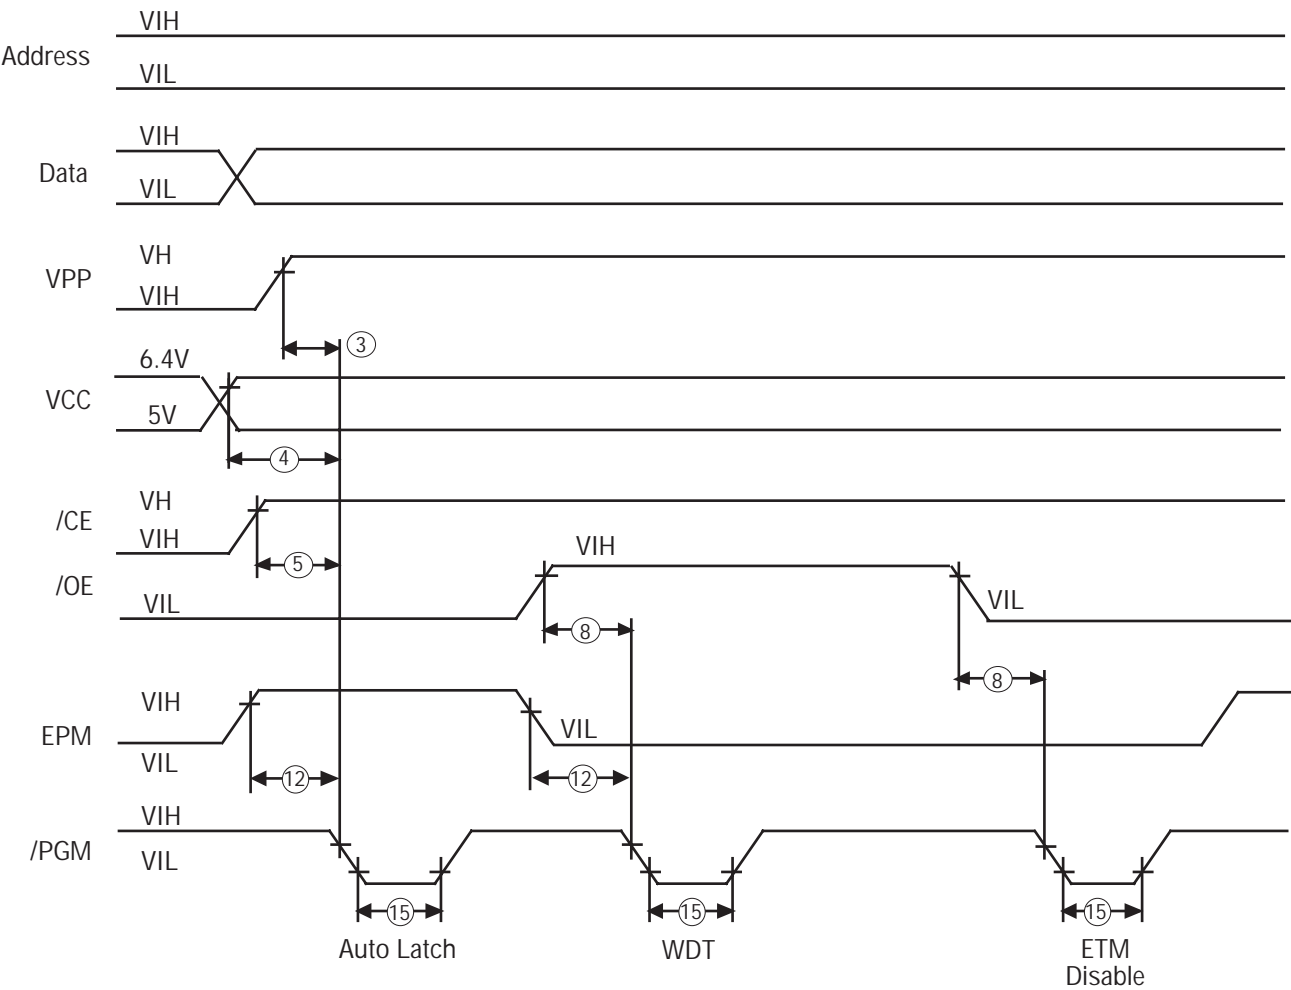 VIH
Address
VIL
VIH
Data
VIL
VH
VPP
VIH
3
6.4V
VCC
5V
4
VH
/CE
VIH
5
VIH
/OE
VIL
VIL
8
8
VIH
EPM
VIL
VIL
12
12
VIH
/PGM
VIL
15
15
15
Auto Latch
WDT
ETM
Disable